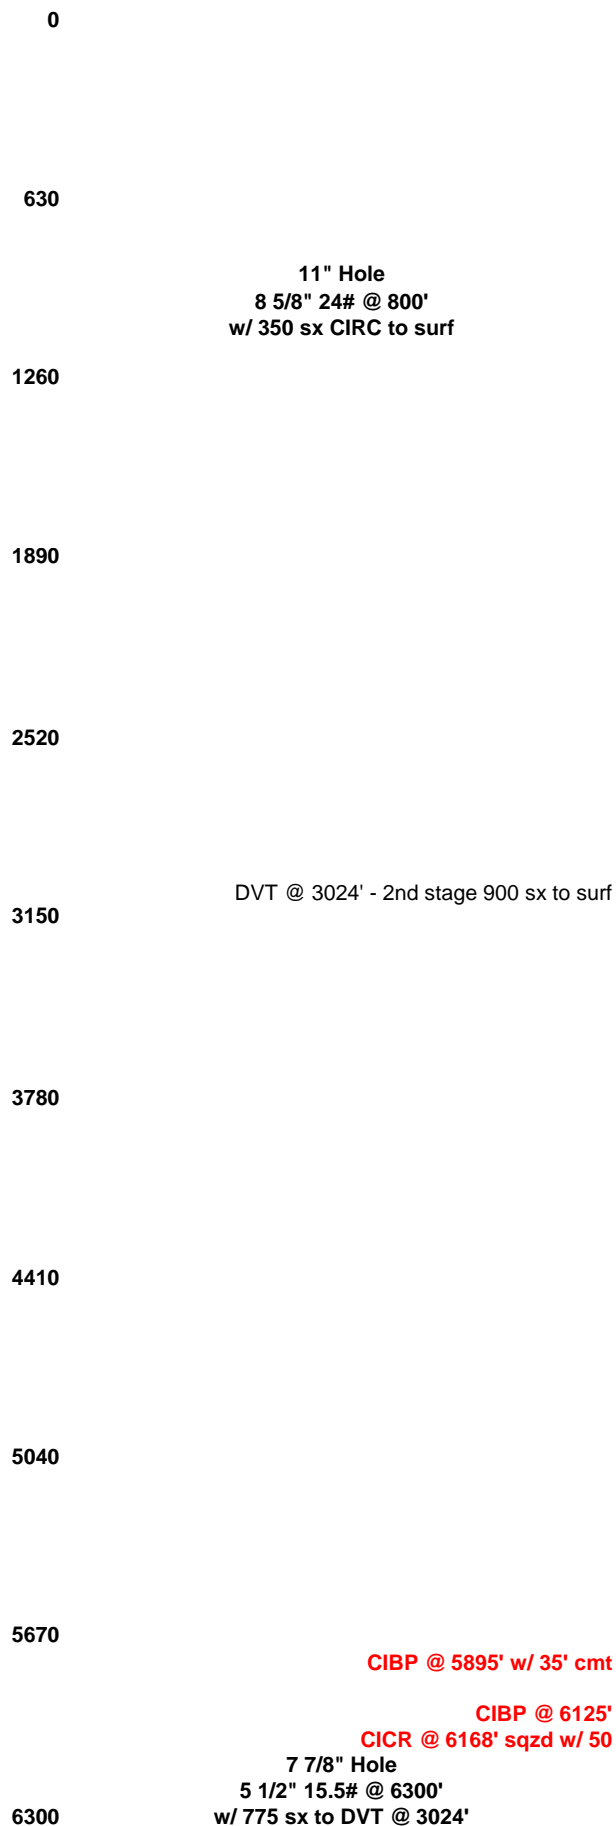 0
630
11" Hole
8 5/8" 24# @ 800'
w/ 350 sx CIRC to surf
1260
1890
2520
DVT @ 3024' - 2nd stage 900 sx to surf
3150
3780
4410
5040
5670
CIBP @ 5895' w/ 35' cmt
CIBP @ 6125'
CICR @ 6168' sqzd w/ 50
7 7/8" Hole
5 1/2" 15.5# @ 6300'
6300 w/ 775 sx to DVT @ 3024'